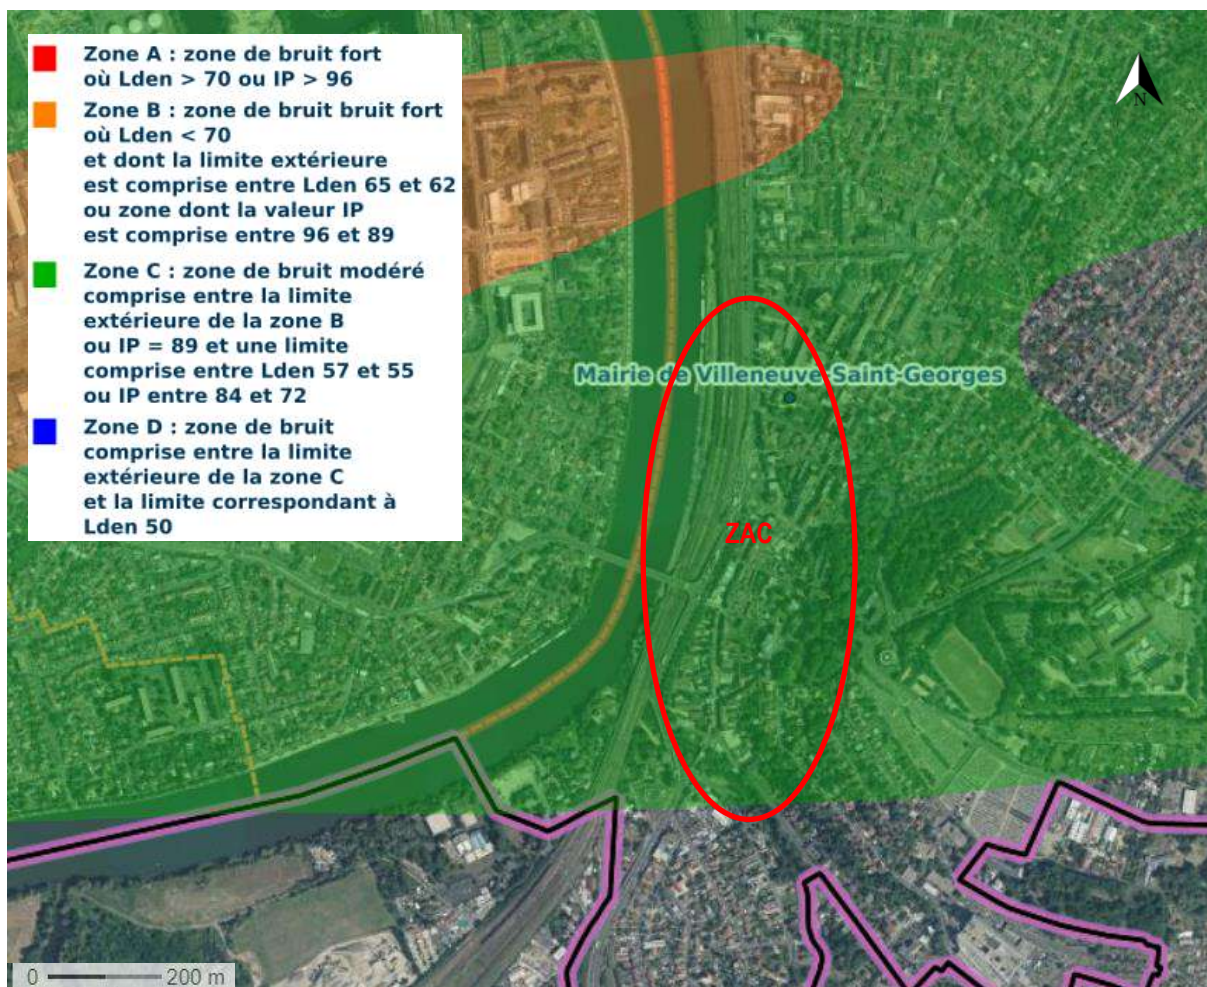 Zone A : zone de bruit fort
où Lden > 70 ou IP > 96
Zone B : zone de bruit bruit fort
où Lden < 70
et dont la limite extérieure
est comprise entre Lden 65 et 62
ou zone dont la valeur IP
est comprise entre 96 et 89
Zone C : zone de bruit modéré
comprise entre la limite
extérieure de la zone B
ou IP = 89 et une limite
comprise entre Lden 57 et 55
ou IP entre 84 et 72
Zone D : zone de bruit
comprise entre la limite
extérieure de la zone C
et la limite correspondant à
Lden 50
N
Mairie de Villeneuve-Saint-Georges
ZAC
0 200 m